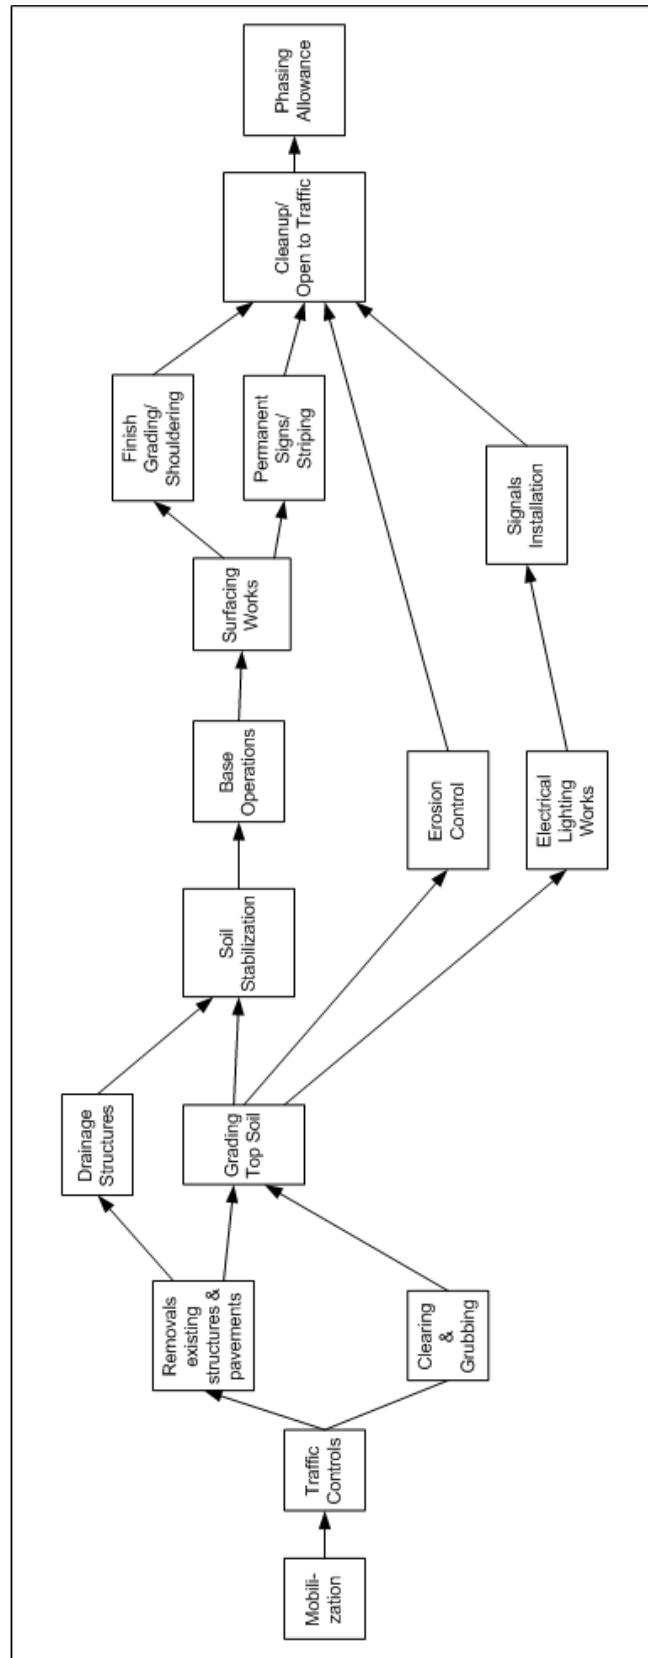 Mobili-
zation
Traffic
Controls
Removals
existing
structures &
pavements
Clearing
&
Grubbing
Drainage
Structures
Grading
Top Soil
Soil
Stabilization
Base
Operations
Erosion
Control
Electrical
Lighting
Works
Surfacing
Works
Finish
Grading/
Shouldering
Permanent
Signs/
Striping
Signals
Installation
Cleanup/
Open to Traffic
Phasing
Allowance